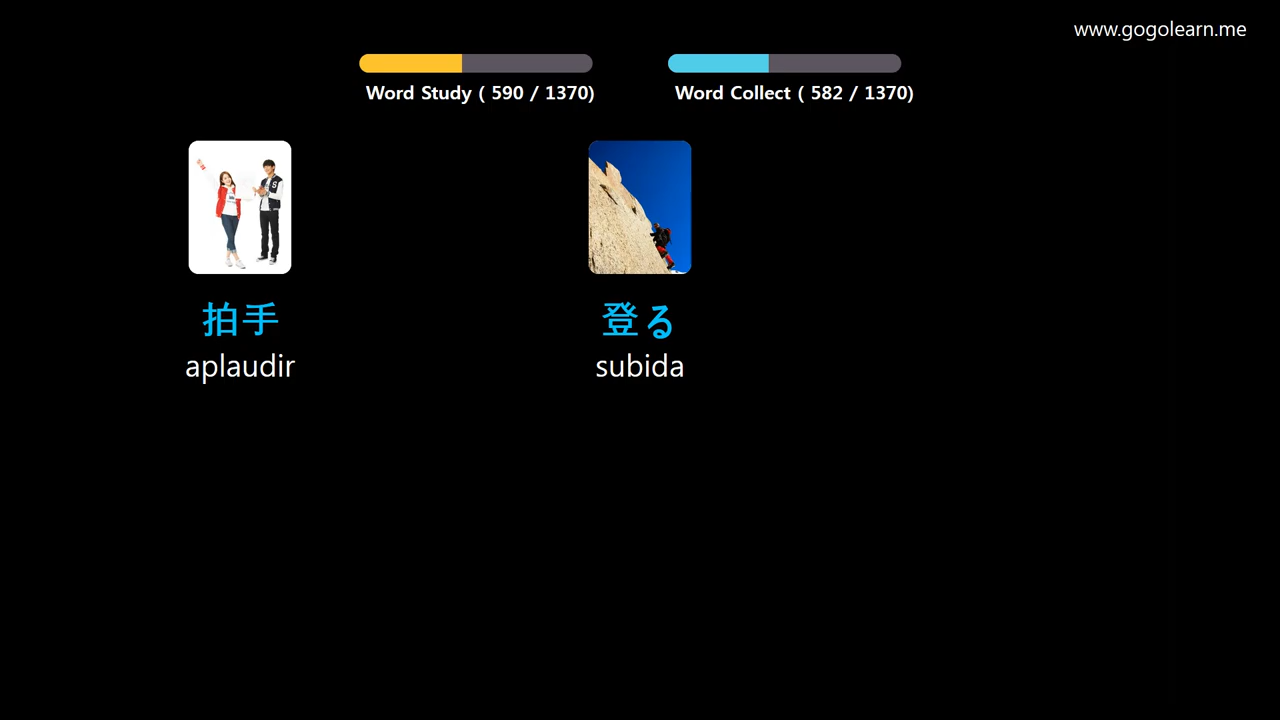 www.gogolearn.me
Word Study ( 590 / 1370)
Word Collect ( 582 / 1370)
拍手
aplaudir
登る
subida